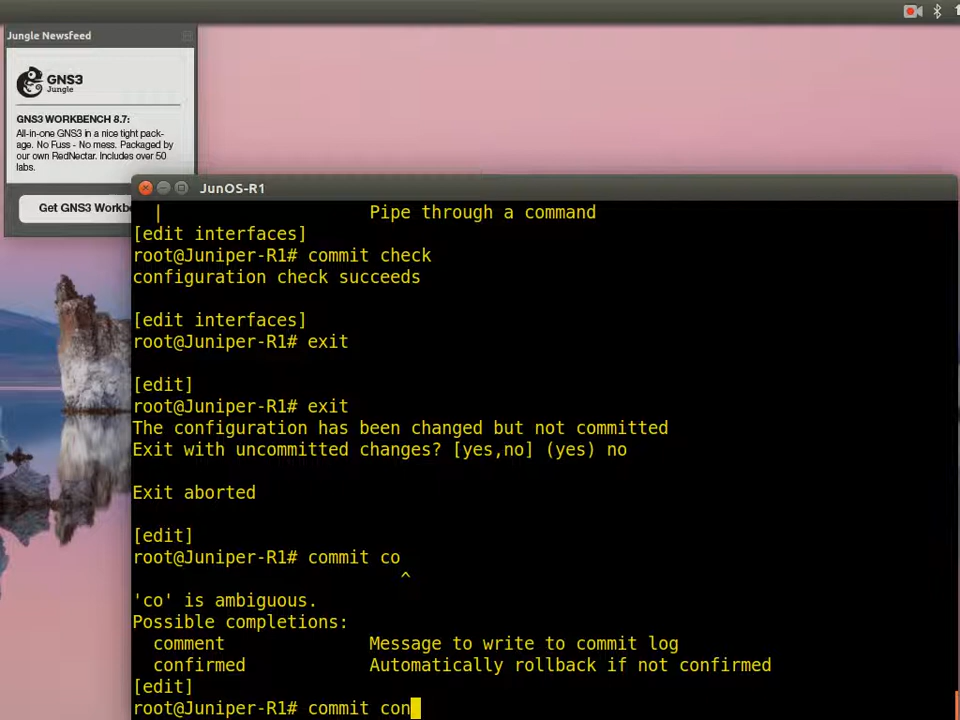 Jungle Newsfeed
GNS3
Jungle
GNS3 WORKBENCH 8.7:
All-in-one GNS3 in a nice tight pack-
age. No Fuss - No mess. Packaged by
our own RedNectar. Includes over 50
labs.
Get GNS3 Workb
JunOS-R1
| Pipe through a command
[edit interfaces]
root@Juniper-R1# commit check
configuration check succeeds
[edit interfaces]
root@Juniper-R1# exit
[edit]
root@Juniper-R1# exit
The configuration has been changed but not committed
Exit with uncommitted changes? [yes,no] (yes) no
Exit aborted
[edit]
root@Juniper-R1# commit co
^
'co' is ambiguous.
Possible completions:
comment Message to write to commit log
confirmed Automatically rollback if not confirmed
[edit]
root@Juniper-R1# commit con